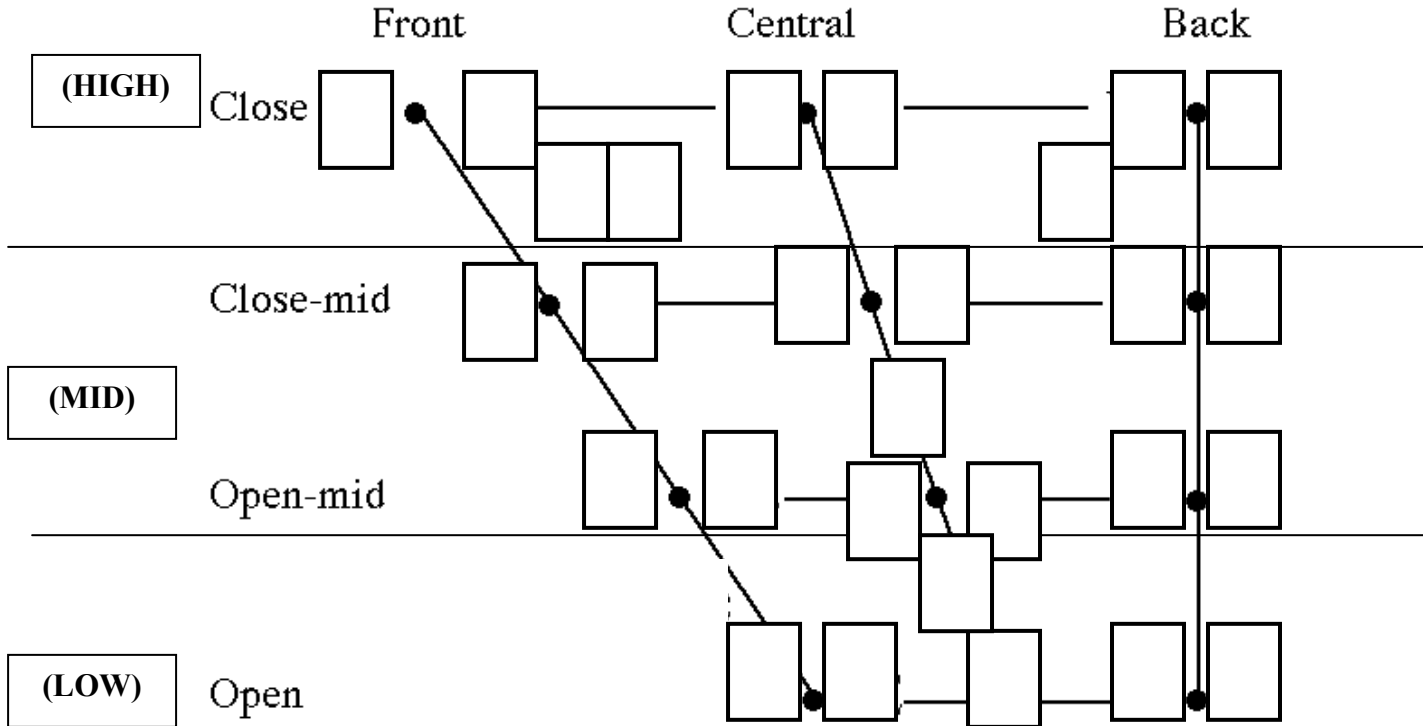 Front Central Back
(HIGH) Close
Close-mid
(MID)
Open-mid
(LOW) Open